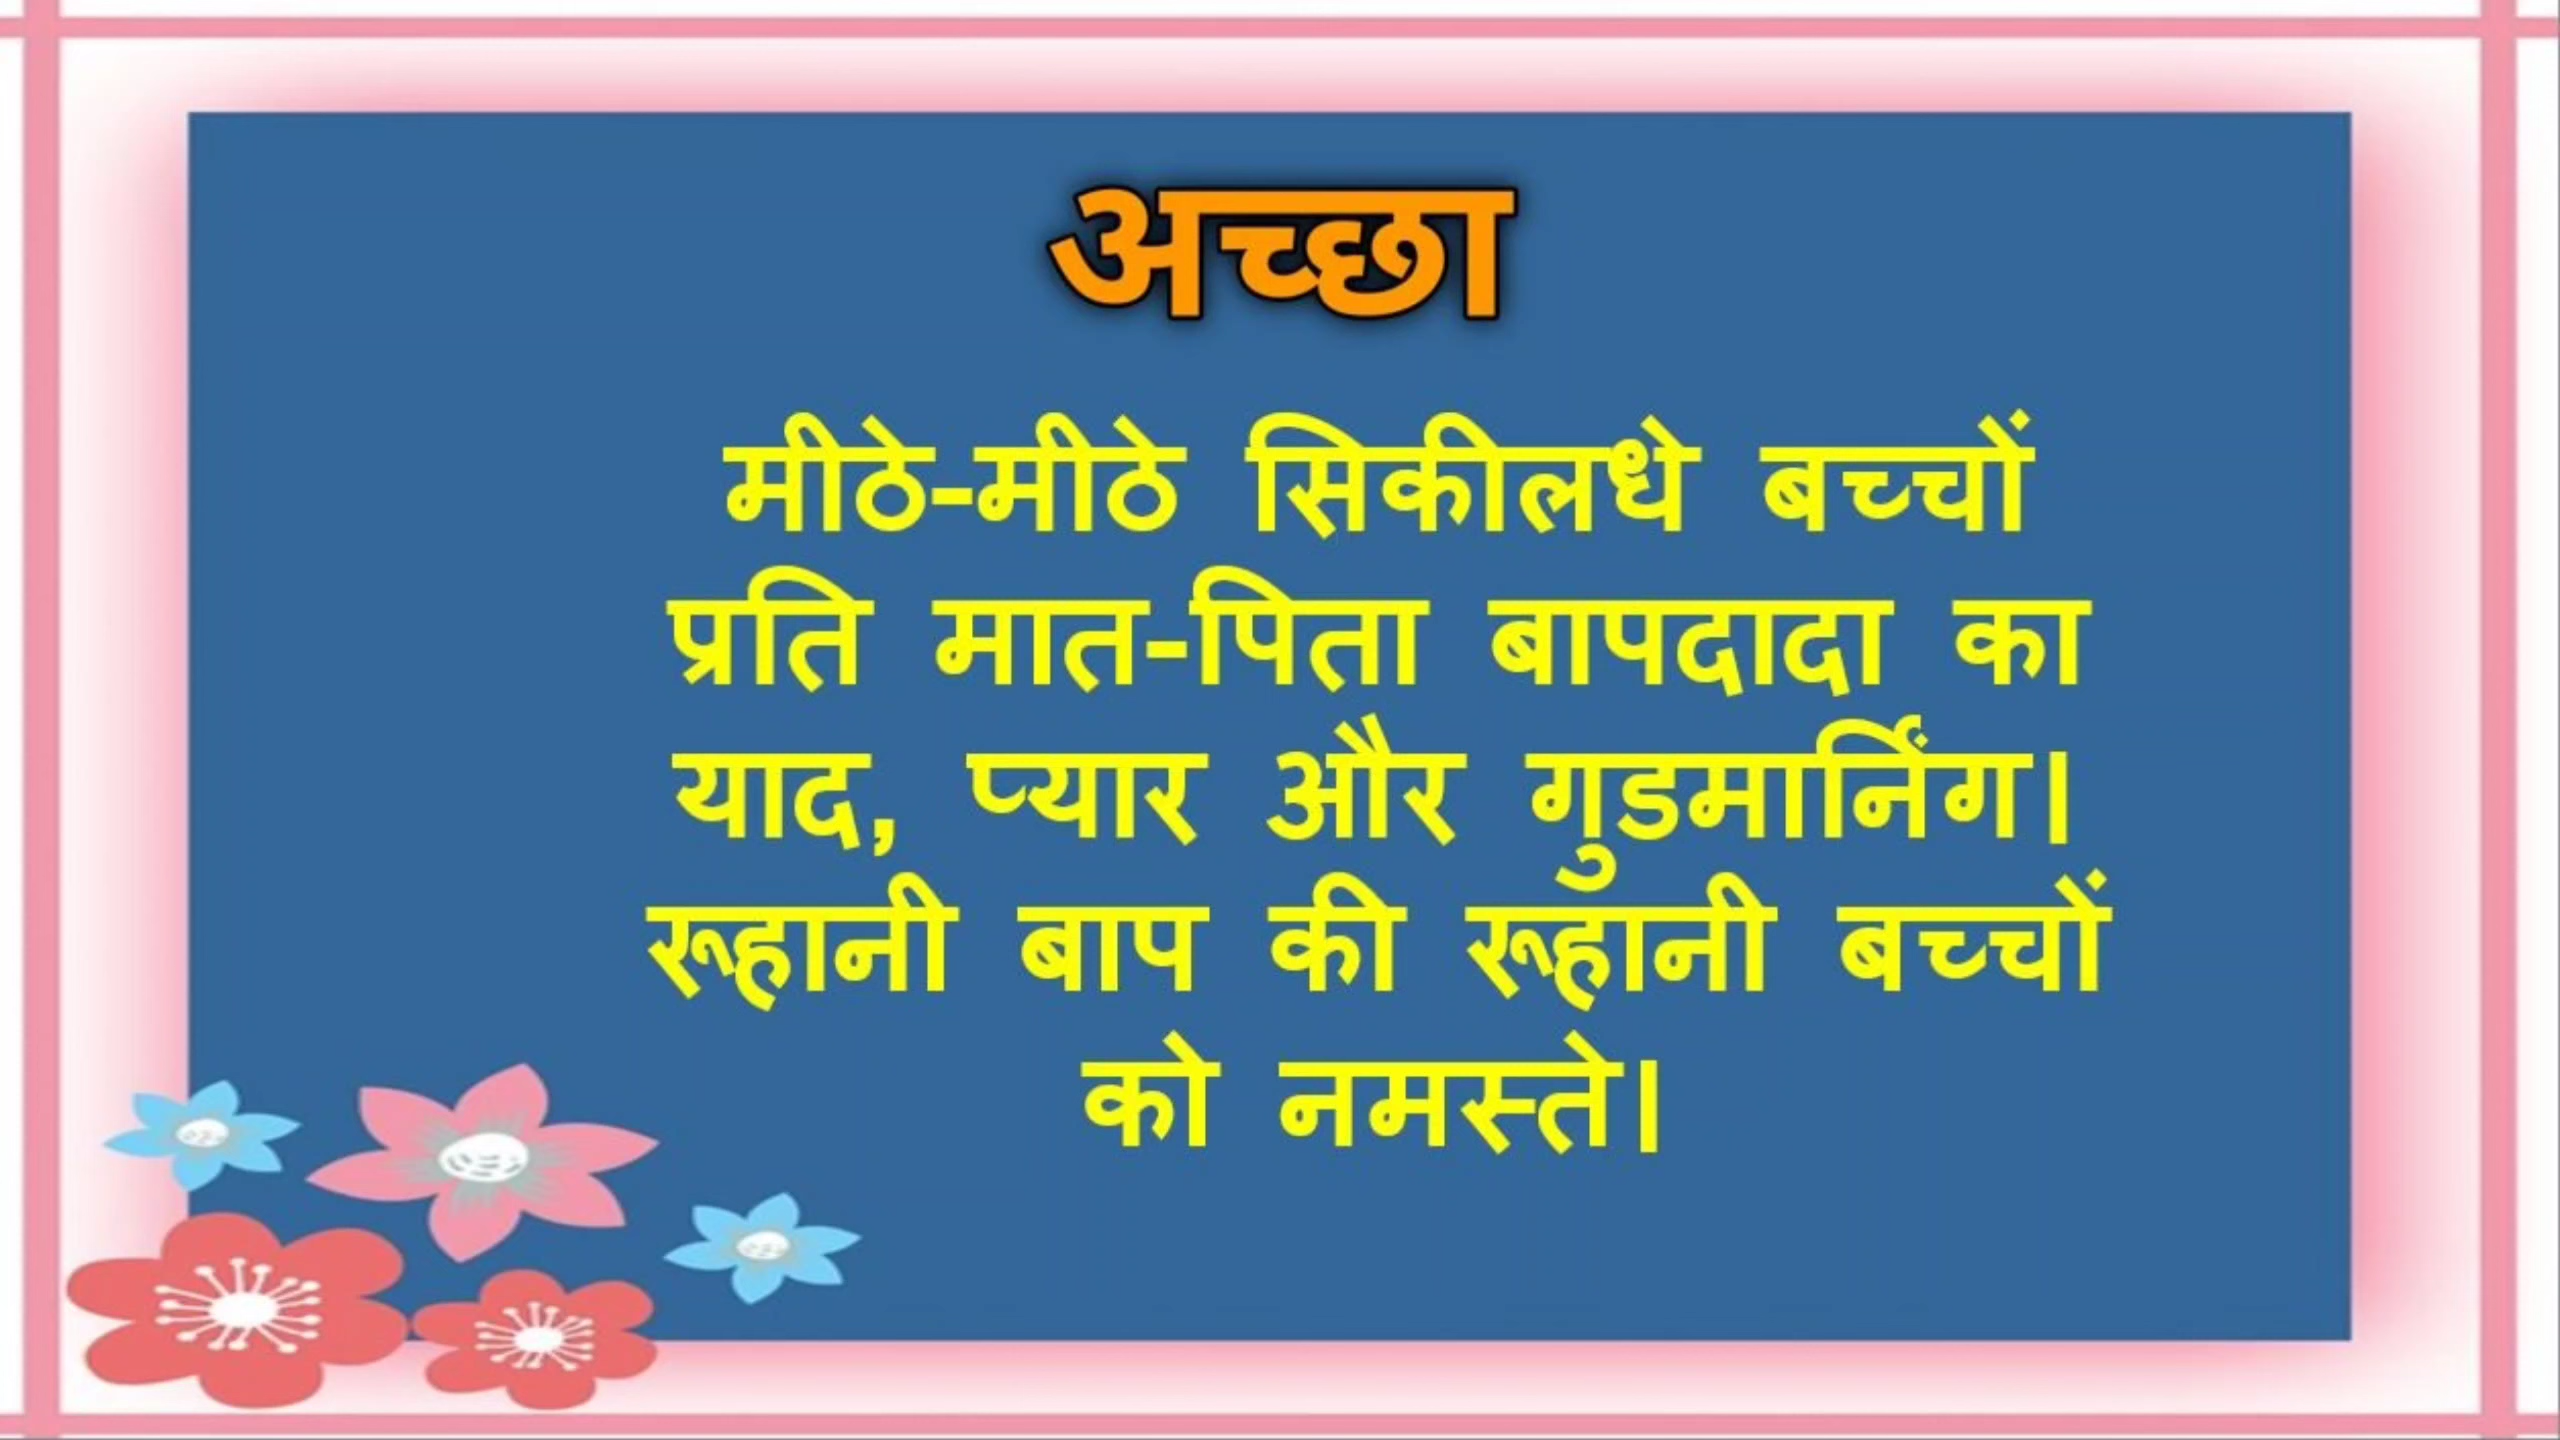 अच्छा
मीठे-मीठे सिकीलधे बच्चों
प्रति मात-पिता बापदादा का
याद, प्यार और गुडमार्निंग।
रूहानी बाप की रूहानी बच्चों
को नमस्ते।